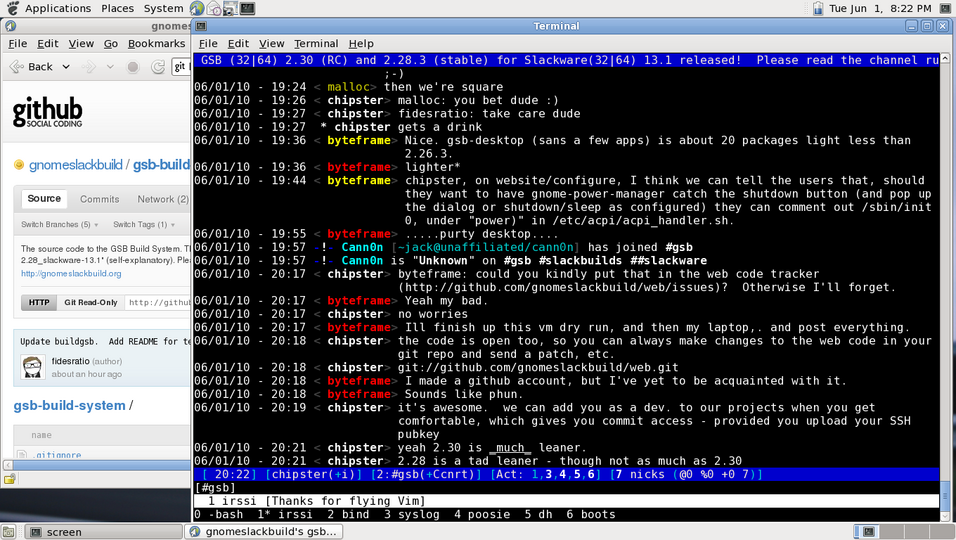 Applications Places System Tue Jun 1, 8:22 PM
gnomes
Terminal
File Edit View Go Bookmarks
Back git
github
SOCIAL CODING
gnomeslackbuild / gsb-build
Source Commits Network (2)
Switch Branches (5) Switch Tags (1)
The source code to the GSB Build System. T
2.28_slackware-13.1" (self-explanatory). Ple
http://gnomeslackbuild.org
HTTP Git Read-Only http://github
Update buildgsb. Add README for te
fidesratio (author)
about an hour ago
gsb-build-system /
name
.gitignore
File Edit View Terminal Help
GSB (32|64) 2.30 (RC) and 2.28.3 (stable) for Slackware(32|64) 13.1 released! Please read the channel ru
;-)
06/01/10 - 19:24 < malloc> then we're square
06/01/10 - 19:26 < chipster> malloc: you bet dude :)
06/01/10 - 19:27 < chipster> fidesratio: take care dude
06/01/10 - 19:27 * chipster gets a drink
06/01/10 - 19:36 < byteframe> Nice. gsb-desktop (sans a few apps) is about 20 packages light less than
2.26.3.
06/01/10 - 19:36 < byteframe> lighter*
06/01/10 - 19:44 < byteframe> chipster, on website/configure, I think we can tell the users that, should
they want to have gnome-power-manager catch the shutdown button (and pop up
the dialog or shutdown/sleep as configured) they can comment out /sbin/init
0, under "power)" in /etc/acpi/acpi_handler.sh.
06/01/10 - 19:55 < byteframe> .....purty desktop....
06/01/10 - 19:57 -!- Cann0n [~jack@unaffiliated/cann0n] has joined #gsb
06/01/10 - 19:57 -!- Cann0n is "Unknown" on #gsb #slackbuilds ##slackware
06/01/10 - 20:17 < chipster> byteframe: could you kindly put that in the web code tracker
(http://github.com/gnomeslackbuild/web/issues)? Otherwise I'll forget.
06/01/10 - 20:17 < byteframe> Yeah my bad.
06/01/10 - 20:17 < chipster> no worries
06/01/10 - 20:17 < byteframe> Ill finish up this vm dry run, and then my laptop,. and post everything.
06/01/10 - 20:18 < chipster> the code is open too, so you can always make changes to the web code in your
git repo and send a patch, etc.
06/01/10 - 20:18 < chipster> git://github.com/gnomeslackbuild/web.git
06/01/10 - 20:18 < byteframe> I made a github account, but I've yet to be acquainted with it.
06/01/10 - 20:18 < byteframe> Sounds like phun.
06/01/10 - 20:19 < chipster> it's awesome. we can add you as a dev. to our projects when you get
comfortable, which gives you commit access - provided you upload your SSH
pubkey
06/01/10 - 20:21 < chipster> yeah 2.30 is _much_ leaner.
06/01/10 - 20:21 < chipster> 2.28 is a tad leaner - though not as much as 2.30
[ 20:22] [chipster(+i)] [2:#gsb(+Ccnrt)] [Act: 1,3,4,5,6] [7 nicks (@0 %0 +0 7)]
[#gsb]
1 irssi [Thanks for flying Vim]
0 -bash 1* irssi 2 bind 3 syslog 4 poosie 5 dh 6 boots
screen gnomeslackbuild's gsb...